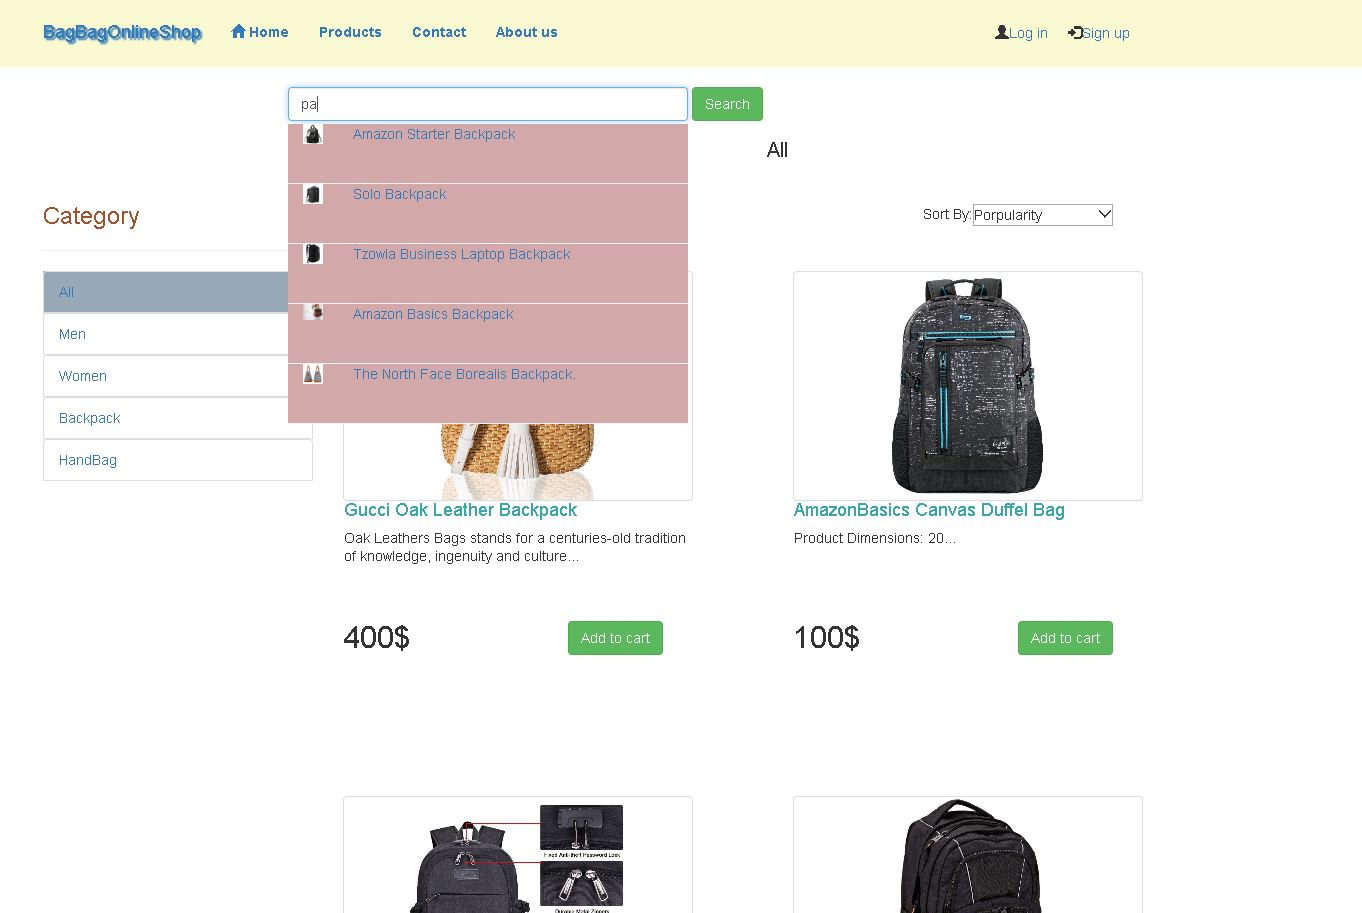 BagBagOnlineShop Home Products Contact About us Log in Sign up
pa Search
Amazon Starter Backpack
All
Solo Backpack
Category
Sort By: Porpularity
Tzowla Business Laptop Backpack
All
Amazon Basics Backpack
Men
The North Face Borealis Backpack.
Women
Backpack
HandBag
Gucci Oak Leather Backpack
Oak Leathers Bags stands for a centuries-old tradition
of knowledge, ingenuity and culture...
400$ Add to cart
AmazonBasics Canvas Duffel Bag
Product Dimensions: 20...
100$ Add to cart
Fixed Anti-theft Password Lock
Durable Metal Zippers